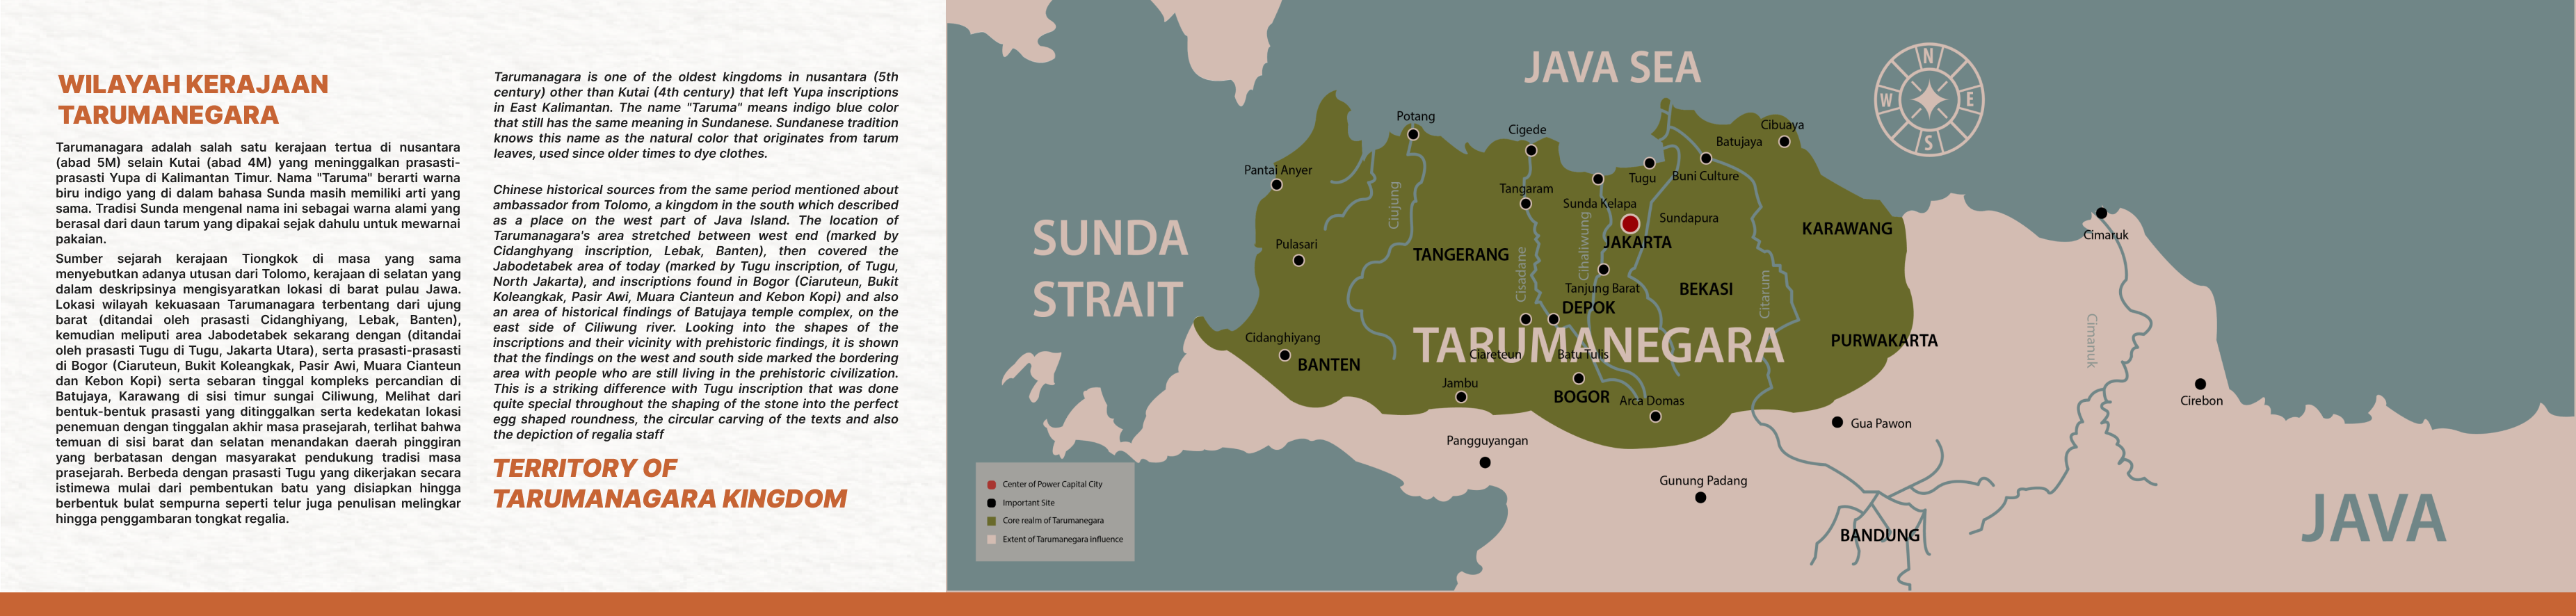 WILAYAH KERAJAAN
TARUMANEGARA
Tarumanagara adalah salah satu kerajaan tertua di nusantara
(abad 5M) selain Kutai (abad 4M) yang meninggalkan prasasti-
prasasti Yupa di Kalimantan Timur. Nama "Taruma" berarti warna
biru indigo yang di dalam bahasa Sunda masih memiliki arti yang
sama. Tradisi Sunda mengenal nama ini sebagai warna alami yang
berasal dari daun tarum yang dipakai sejak dahulu untuk mewarnai
pakaian.
Sumber sejarah kerajaan Tiongkok di masa yang sama
menyebutkan adanya utusan dari Tolomo, kerajaan di selatan yang
dalam deskripsinya mengisyaratkan lokasi di barat pulau Jawa.
Lokasi wilayah kekuasaan Tarumanagara terbentang dari ujung
barat (ditandai oleh prasasti Cidanghiyang, Lebak, Banten),
kemudian meliputi area Jabodetabek sekarang dengan (ditandai
oleh prasasti Tugu di Tugu, Jakarta Utara), serta prasasti-prasasti
di Bogor (Ciaruteun, Bukit Koleangkak, Pasir Awi, Muara Cianteun
dan Kebon Kopi) serta sebaran tinggal kompleks percandian di
Batujaya, Karawang di sisi timur sungai Ciliwung, Melihat dari
bentuk-bentuk prasasti yang ditinggalkan serta kedekatan lokasi
penemuan dengan tinggalan akhir masa prasejarah, terlihat bahwa
temuan di sisi barat dan selatan menandakan daerah pinggiran
yang berbatasan dengan masyarakat pendukung tradisi masa
prasejarah. Berbeda dengan prasasti Tugu yang dikerjakan secara
istimewa mulai dari pembentukan batu yang disiapkan hingga
berbentuk bulat sempurna seperti telur juga penulisan melingkar
hingga penggambaran tongkat regalia.
Tarumanagara is one of the oldest kingdoms in nusantara (5th
century) other than Kutai (4th century) that left Yupa inscriptions
in East Kalimantan. The name "Taruma" means indigo blue color
that still has the same meaning in Sundanese. Sundanese tradition
knows this name as the natural color that originates from tarum
leaves, used since older times to dye clothes.
Chinese historical sources from the same period mentioned about
ambassador from Tolomo, a kingdom in the south which described
as a place on the west part of Java Island. The location of
Tarumanagara's area stretched between west end (marked by
Cidanghyang inscription, Lebak, Banten), then covered the
Jabodetabek area of today (marked by Tugu inscription, of Tugu,
North Jakarta), and inscriptions found in Bogor (Ciaruteun, Bukit
Koleangkak, Pasir Awi, Muara Cianteun and Kebon Kopi) and also
an area of historical findings of Batujaya temple complex, on the
east side of Ciliwung river. Looking into the shapes of the
inscriptions and their vicinity with prehistoric findings, it is shown
that the findings on the west and south side marked the bordering
area with people who are still living in the prehistoric civilization.
This is a striking difference with Tugu inscription that was done
quite special throughout the shaping of the stone into the perfect
egg shaped roundness, the circular carving of the texts and also
the depiction of regalia staff
TERRITORY OF
TARUMANAGARA KINGDOM
JAVA SEA
N
W
E
S
SUNDA
STRAIT
Potang
Cigede
Cibuaya
Batujaya
Pantai Anyer
Tugu
Buni Culture
Tangaram
Sunda Kelapa
Sundapura
Ciujung
Cihaliwung
KARAWANG
Cimaruk
Pulasari
TANGERANG
JAKARTA
Cisadane
Tanjung Barat
BEKASI
Citarum
DEPOK
TARUMANEGARA
Cidanghiyang
Ciareteun
Batu Tulis
PURWAKARTA
Cimanuk
BANTEN
Jambu
BOGOR
Arca Domas
Cirebon
Gua Pawon
Pangguyangan
Gunung Padang
BANDUNG
JAVA
Center of Power Capital City
Important Site
Core realm of Tarumanegara
Extent of Tarumanegara Influence